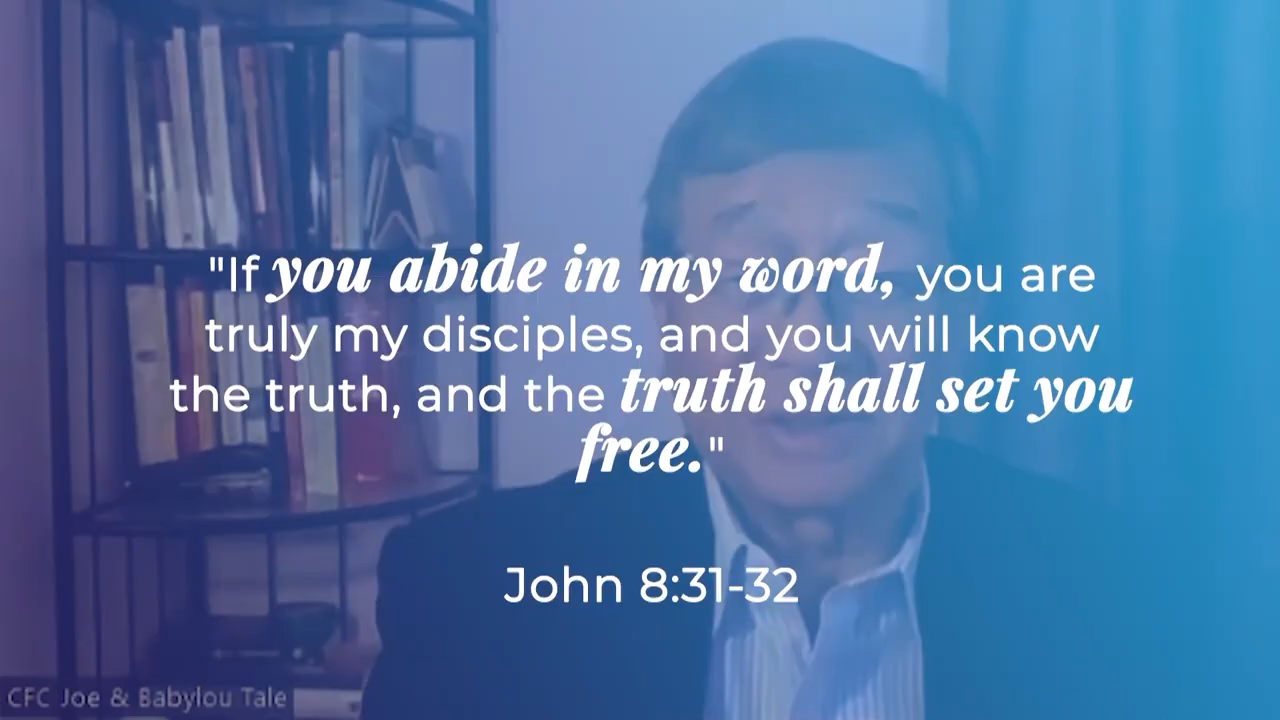 "If you abide in my word, you are
truly my disciples, and you will know
the truth, and the truth shall set you
free."
John 8:31-32
CFC Joe & Babylou Tale